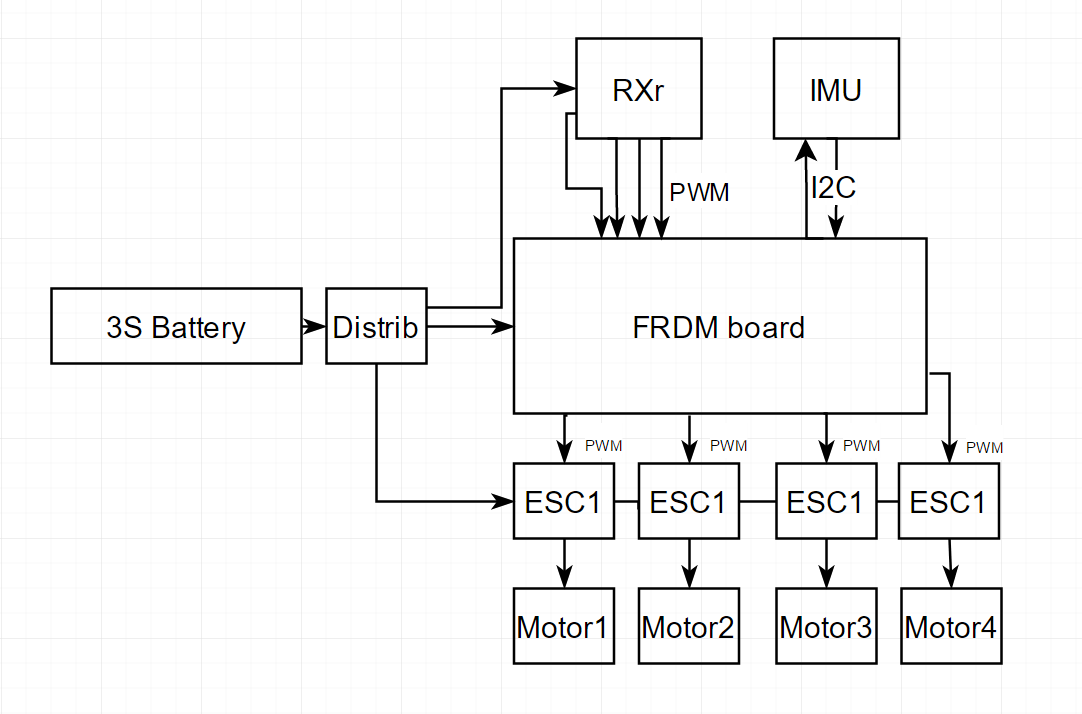 RXr
IMU
PWM
I2C
3S Battery
Distrib
FRDM board
PWM
PWM
PWM
PWM
ESC1
ESC1
ESC1
ESC1
Motor1
Motor2
Motor3
Motor4